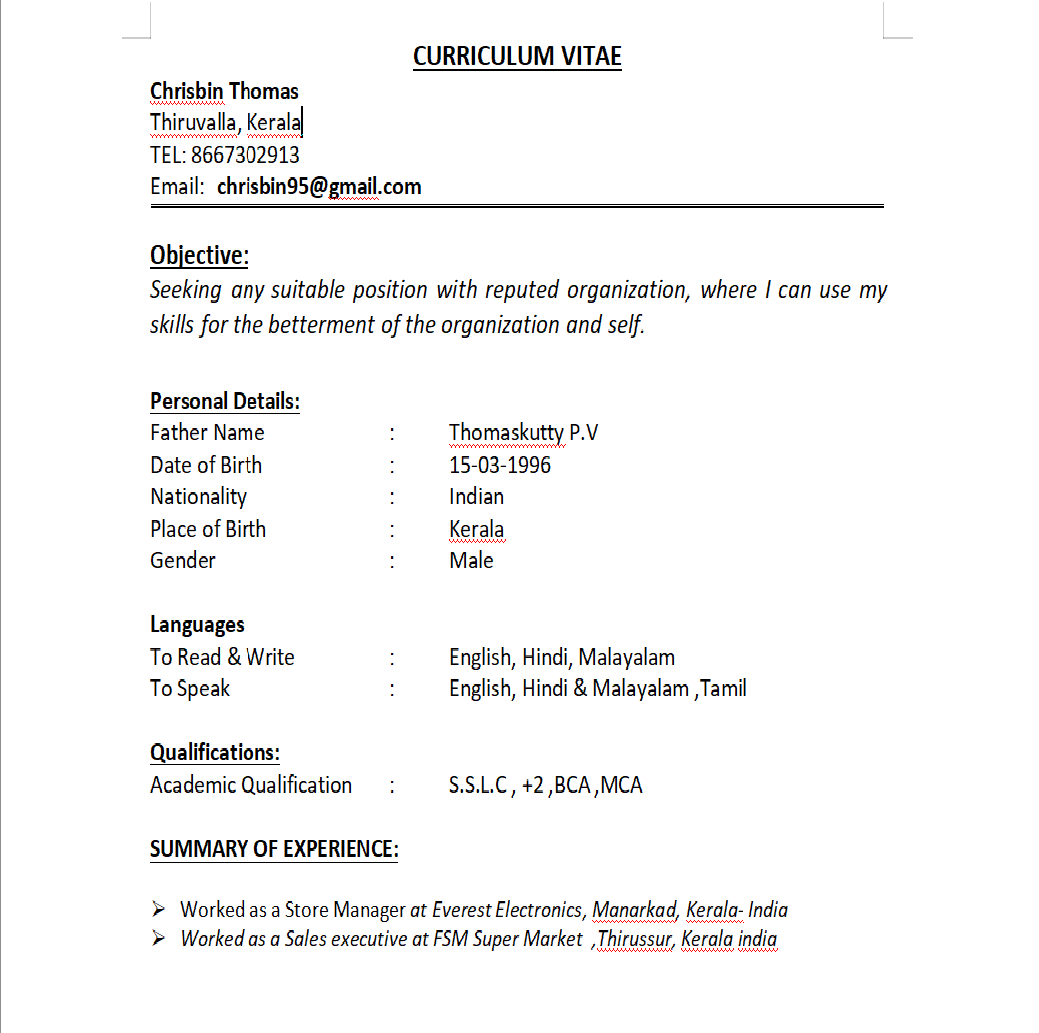 CURRICULUM VITAE
Chrisbin Thomas
Thiruvalla, Kerala
TEL: 8667302913
Email: chrisbin95@gmail.com
Objective:
Seeking any suitable position with reputed organization, where I can use my
skills for the betterment of the organization and self.
Personal Details:
Father Name : Thomaskutty P.V
Date of Birth : 15-03-1996
Nationality : Indian
Place of Birth : Kerala
Gender : Male
Languages
To Read & Write : English, Hindi, Malayalam
To Speak : English, Hindi & Malayalam ,Tamil
Qualifications:
Academic Qualification : S.S.L.C , +2 ,BCA ,MCA
SUMMARY OF EXPERIENCE:
➢ Worked as a Store Manager at Everest Electronics, Manarkad, Kerala- India
➢ Worked as a Sales executive at FSM Super Market ,Thirussur, Kerala india